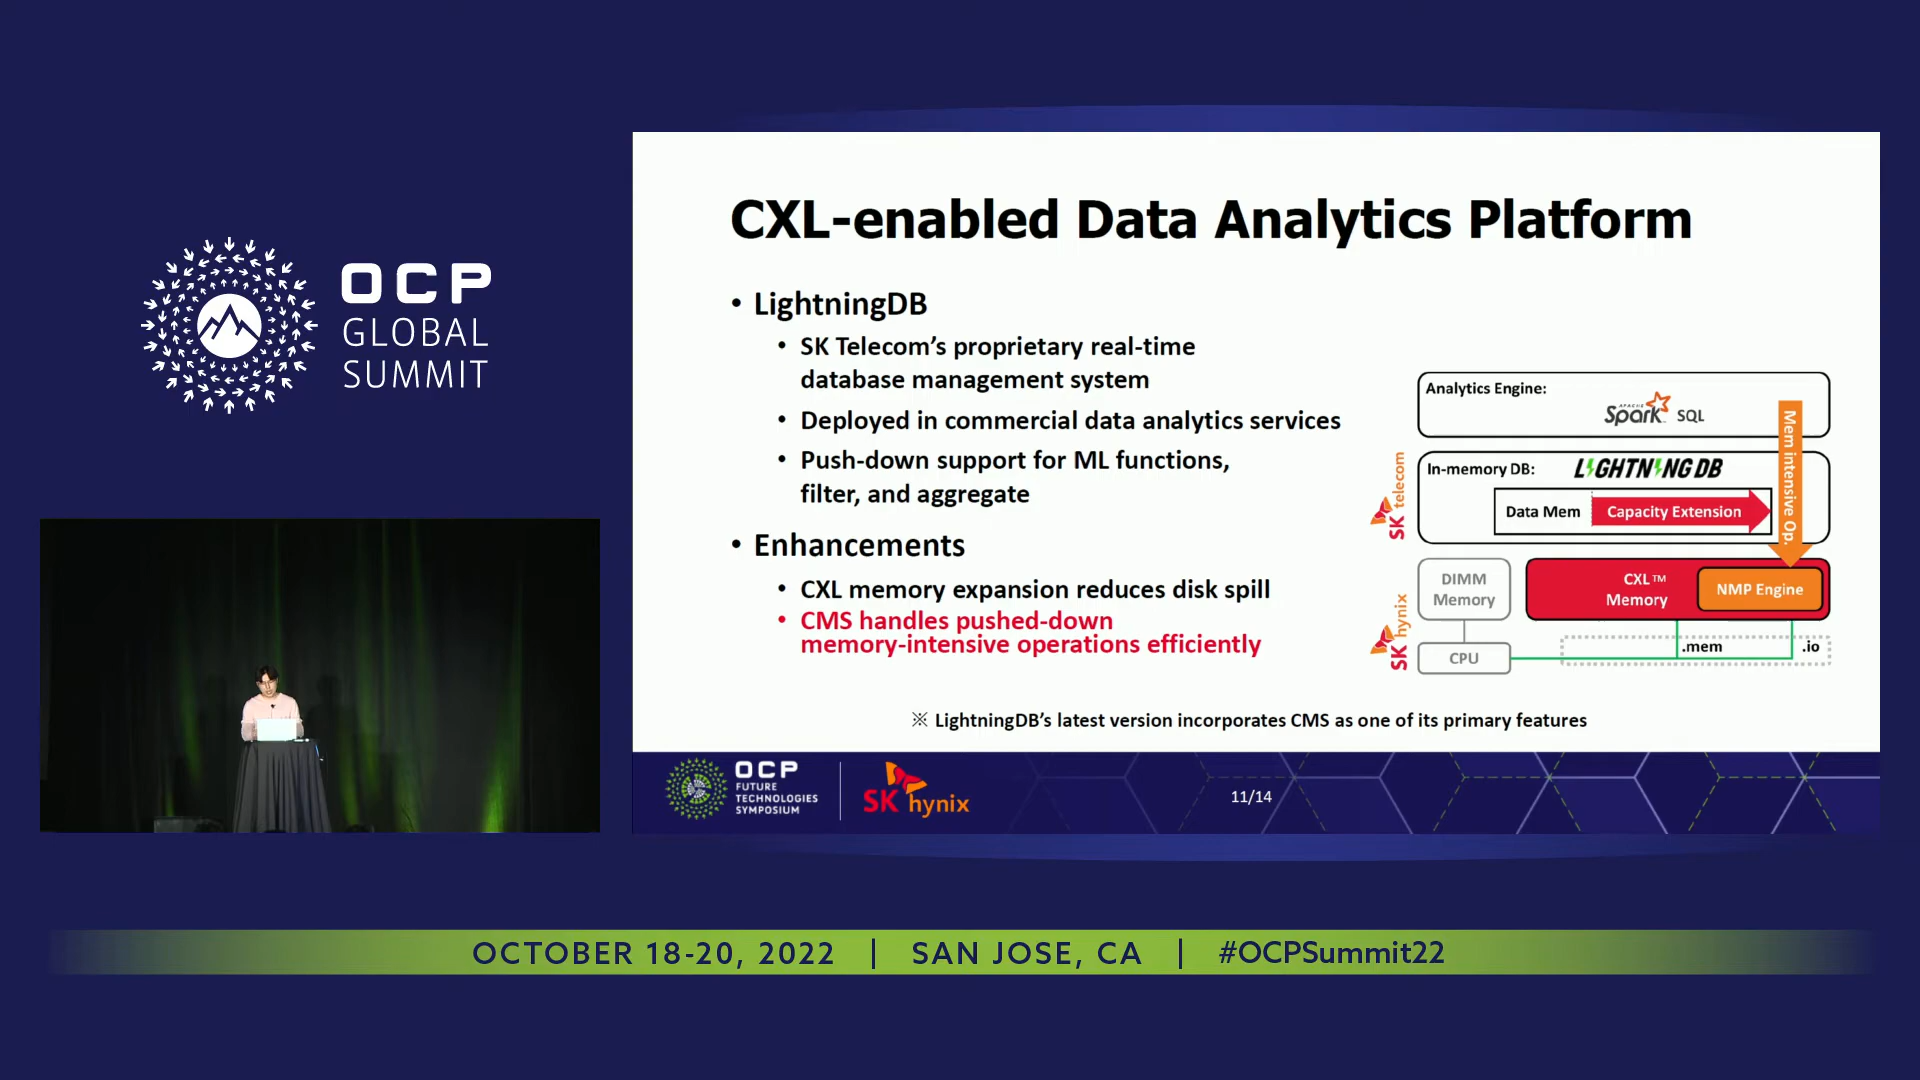 OCP
GLOBAL
SUMMIT
CXL-enabled Data Analytics Platform
• LightningDB
• SK Telecom’s proprietary real-time
database management system
• Deployed in commercial data analytics services
• Push-down support for ML functions,
filter, and aggregate
• Enhancements
• CXL memory expansion reduces disk spill
• CMS handles pushed-down
memory-intensive operations efficiently
Analytics Engine:
APACHE
Spark SQL
Mem intensive Op.
SK telecom
In-memory DB: LIGHTNING DB
Data Mem Capacity Extension
SK hynix
DIMM
Memory
CXL™
Memory
NMP Engine
CPU
.mem .io
※ LightningDB’s latest version incorporates CMS as one of its primary features
OCP
FUTURE
TECHNOLOGIES
SYMPOSIUM
SK hynix
11/14
OCTOBER 18-20, 2022 | SAN JOSE, CA | #OCPSummit22